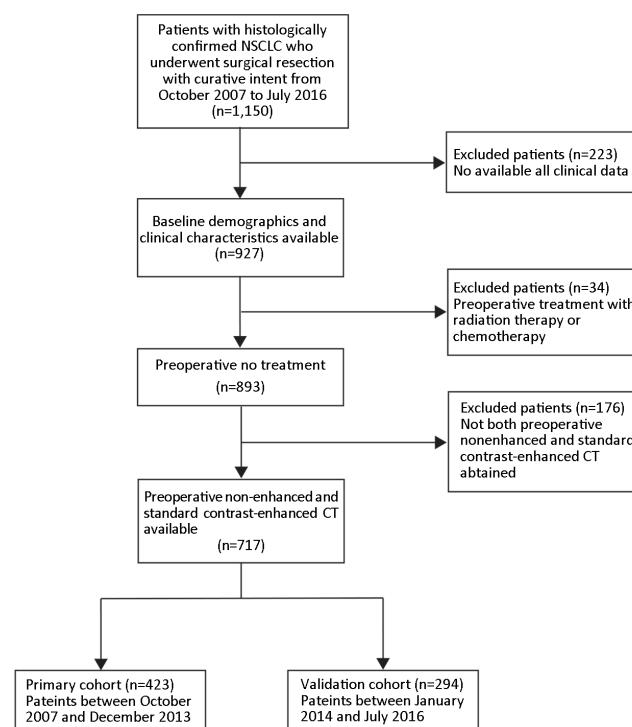 Patients with histologically
confirmed NSCLC who
underwent surgical resection
with curative intent from
October 2007 to July 2016
(n=1,150)
Excluded patients (n=223)
No available all clinical data
Baseline demographics and
clinical characteristics available
(n=927)
Excluded patients (n=34)
Preoperative treatment with
radiation therapy or
chemotherapy
Preoperative no treatment
(n=893)
Excluded patients (n=176)
Not both preoperative
nonenhanced and standard
contrast-enhanced CT
abtained
Preoperative non-enhanced and
standard contrast-enhanced CT
available
(n=717)
Primary cohort (n=423)
Pateints between October
2007 and December 2013
Validation cohort (n=294)
Pateints between January
2014 and July 2016